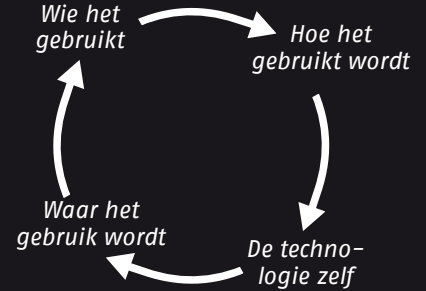 Wie het
gebruikt
Hoe het
gebruikt wordt
De techno-
logie zelf
Waar het
gebruik wordt